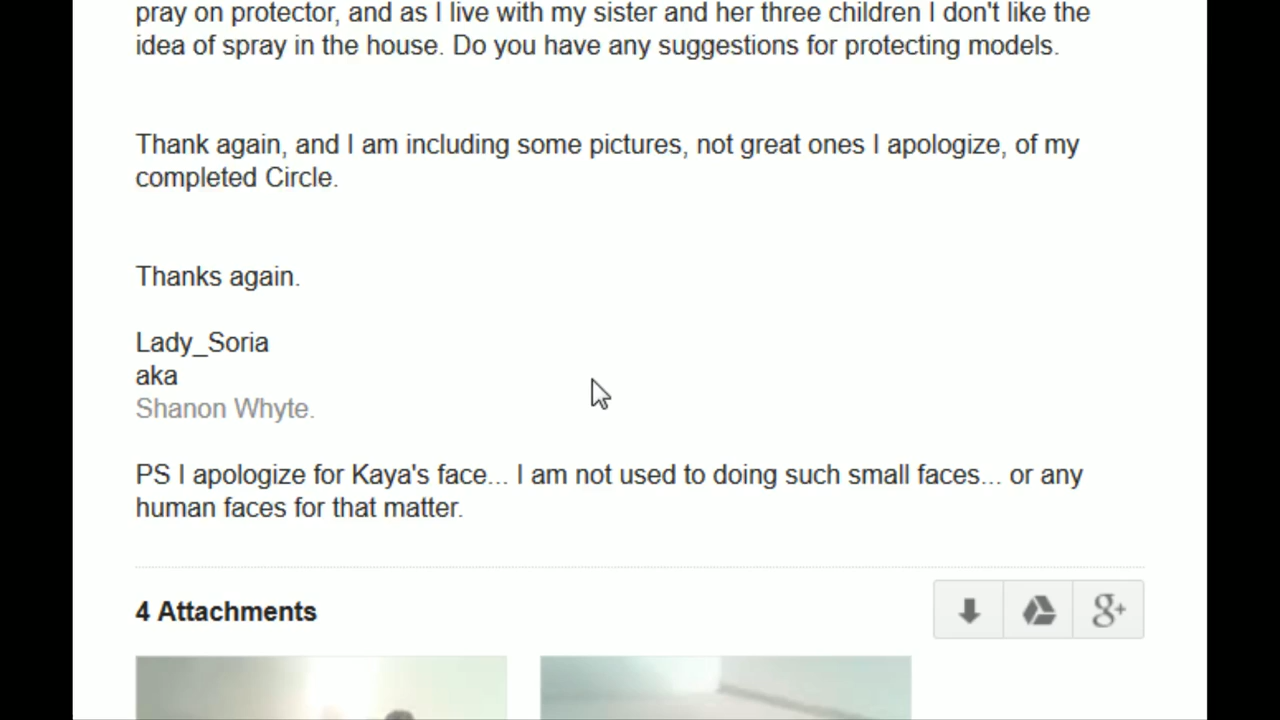 pray on protector, and as I live with my sister and her three children I don't like the
idea of spray in the house. Do you have any suggestions for protecting models.
Thank again, and I am including some pictures, not great ones I apologize, of my
completed Circle.
Thanks again.
Lady_Soria
aka
Shanon Whyte.
PS I apologize for Kaya's face... I am not used to doing such small faces... or any
human faces for that matter.
4 Attachments
g+